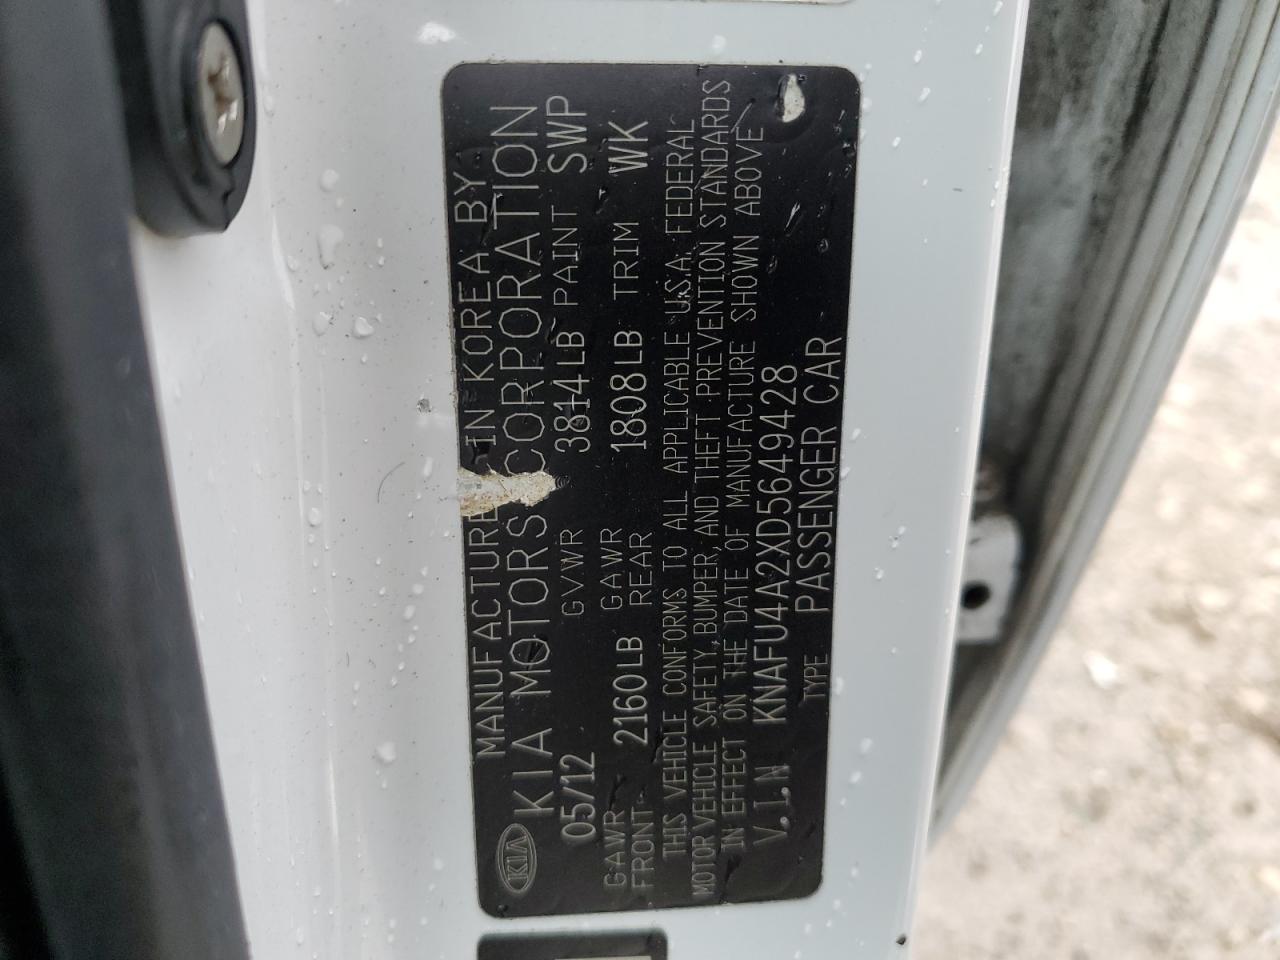 MANUFACTURE IN KOREA BY
KIA KIA MOTORS CORPORATION
05/12 GVWR 3814LB PAINT SWP
GAWR FRONT 2160LB GAWR REAR 1808LB TRIM WK
THIS VEHICLE CONFORMS TO ALL APPLICABLE U.S.A. FEDERAL
MOTOR VEHICLE SAFETY, BUMPER, AND THEFT PREVENTION STANDARDS
IN EFFECT ON THE DATE OF MANUFACTURE SHOWN ABOVE
V.I.N KNAFU4A2XD5649428
TYPE PASSENGER CAR